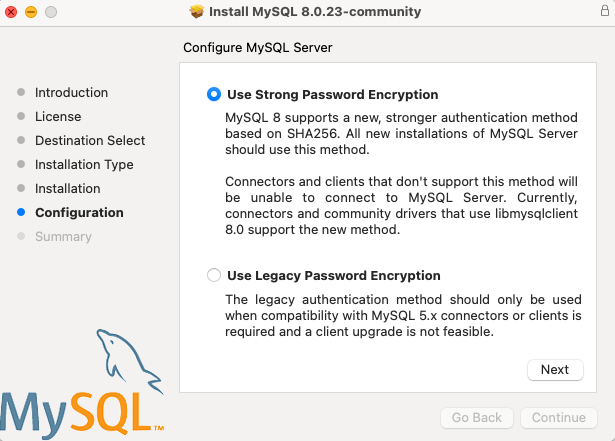 Install MySQL 8.0.23-community
Configure MySQL Server
Introduction
License
Destination Select
Installation Type
Installation
Configuration
Summary
Use Strong Password Encryption
MySQL 8 supports a new, stronger authentication method
based on SHA256. All new installations of MySQL Server
should use this method.
Connectors and clients that don't support this method will
be unable to connect to MySQL Server. Currently,
connectors and community drivers that use libmysqlclient
8.0 support the new method.
Use Legacy Password Encryption
The legacy authentication method should only be used
when compatibility with MySQL 5.x connectors or clients is
required and a client upgrade is not feasible.
Next
MySQL™
Go Back
Continue